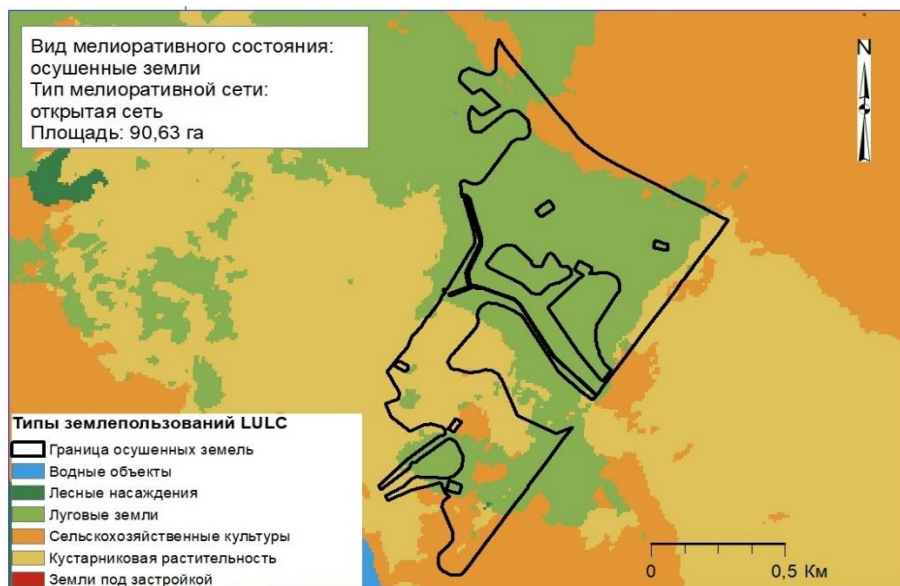 Вид мелиоративного состояния:
осушенные земли
Тип мелиоративной сети:
открытая сеть
Площадь: 90,63 га
N
Типы землепользований LULC
Граница осушенных земель
Водные объекты
Лесные насаждения
Луговые земли
Сельскохозяйственные культуры
Кустарниковая растительность
Земли под застройкой
0 0,5 Км